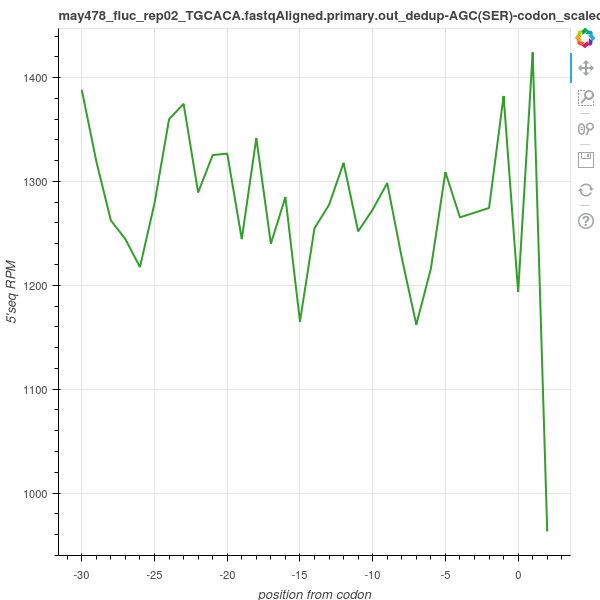 may478_fluc_rep02_TGCACA.fastqAligned.primary.out_dedup-AGC(SER)-codon_scaled
1400
1300
1200
1100
1000
5'seq RPM
-30 -25 -20 -15 -10 -5 0
position from codon